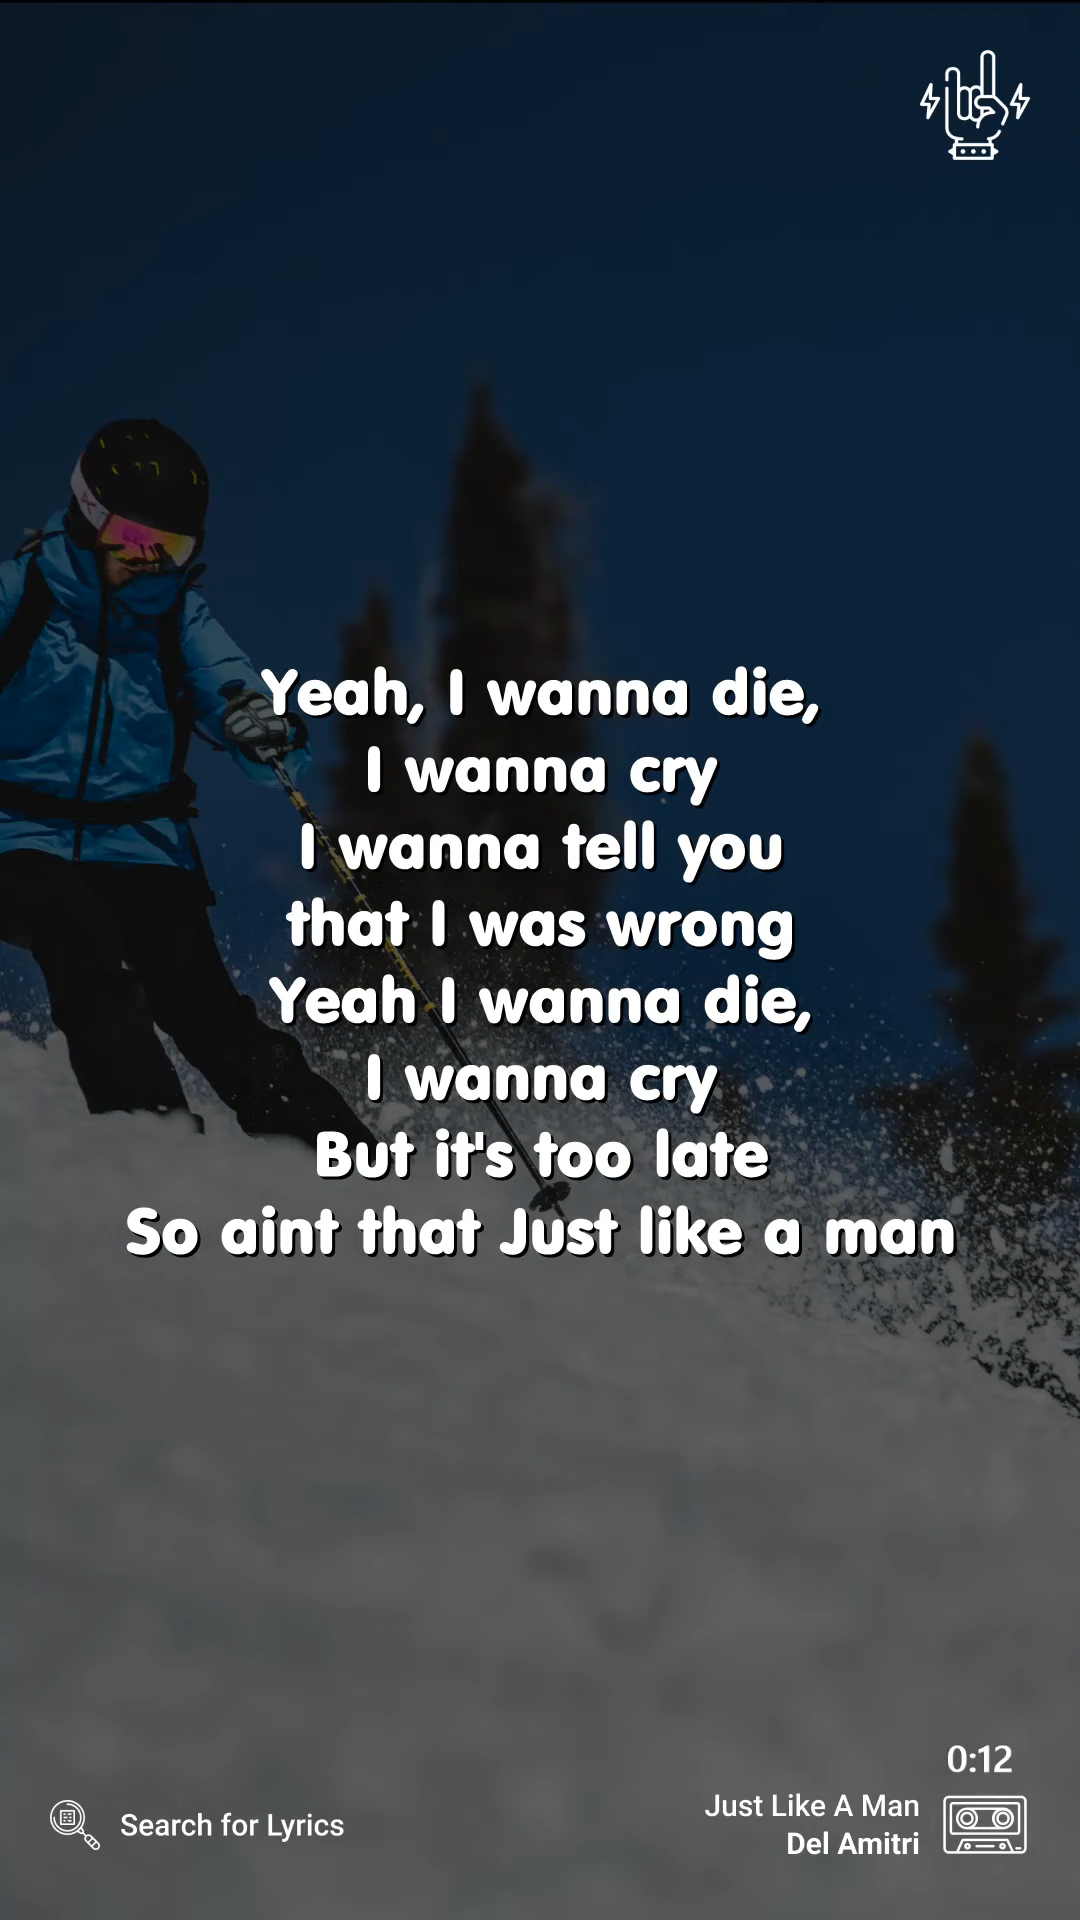 Yeah, I wanna die,
I wanna cry
I wanna tell you
that I was wrong
Yeah I wanna die,
I wanna cry
But it's too late
So aint that Just like a man
0:12
Search for Lyrics
Just Like A Man
Del Amitri